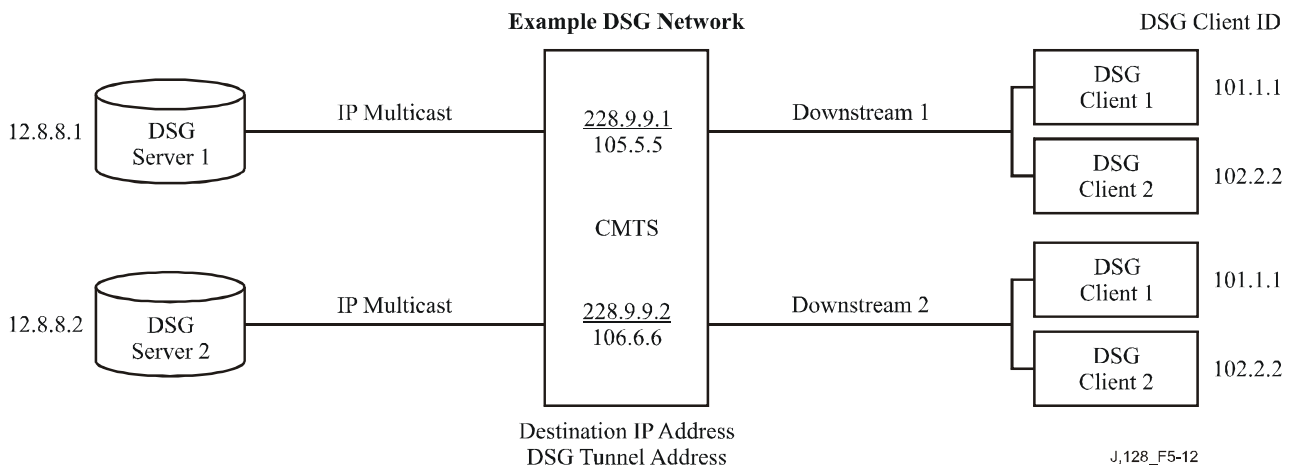 Example DSG Network
DSG Client ID
12.8.8.1
DSG
Server 1
IP Multicast
228.9.9.1
105.5.5
Downstream 1
DSG
Client 1
101.1.1
DSG
Client 2
102.2.2
CMTS
12.8.8.2
DSG
Server 2
IP Multicast
228.9.9.2
106.6.6
Downstream 2
DSG
Client 1
101.1.1
DSG
Client 2
102.2.2
Destination IP Address
DSG Tunnel Address
J,128_F5-12